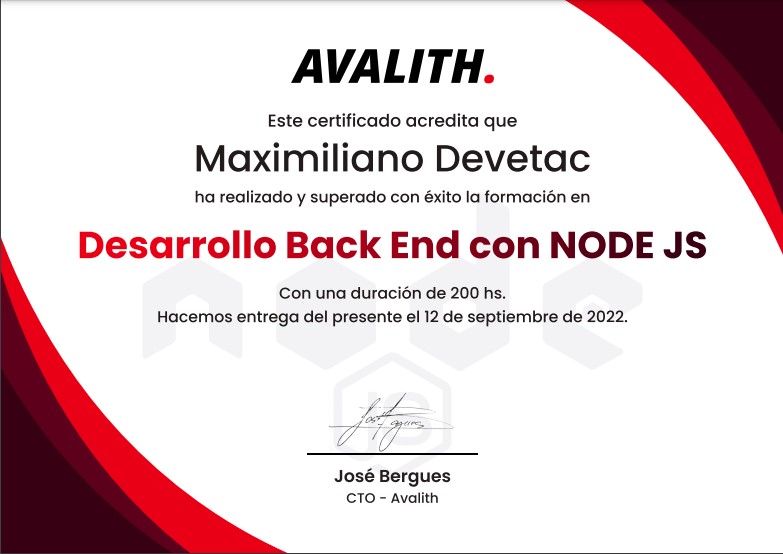 AVALITH.
Este certificado acredita que
Maximiliano Devetac
ha realizado y superado con éxito la formación en
Desarrollo Back End con NODE JS
Con una duración de 200 hs.
Hacemos entrega del presente el 12 de septiembre de 2022.
node
JS
José Bergues
CTO - Avalith